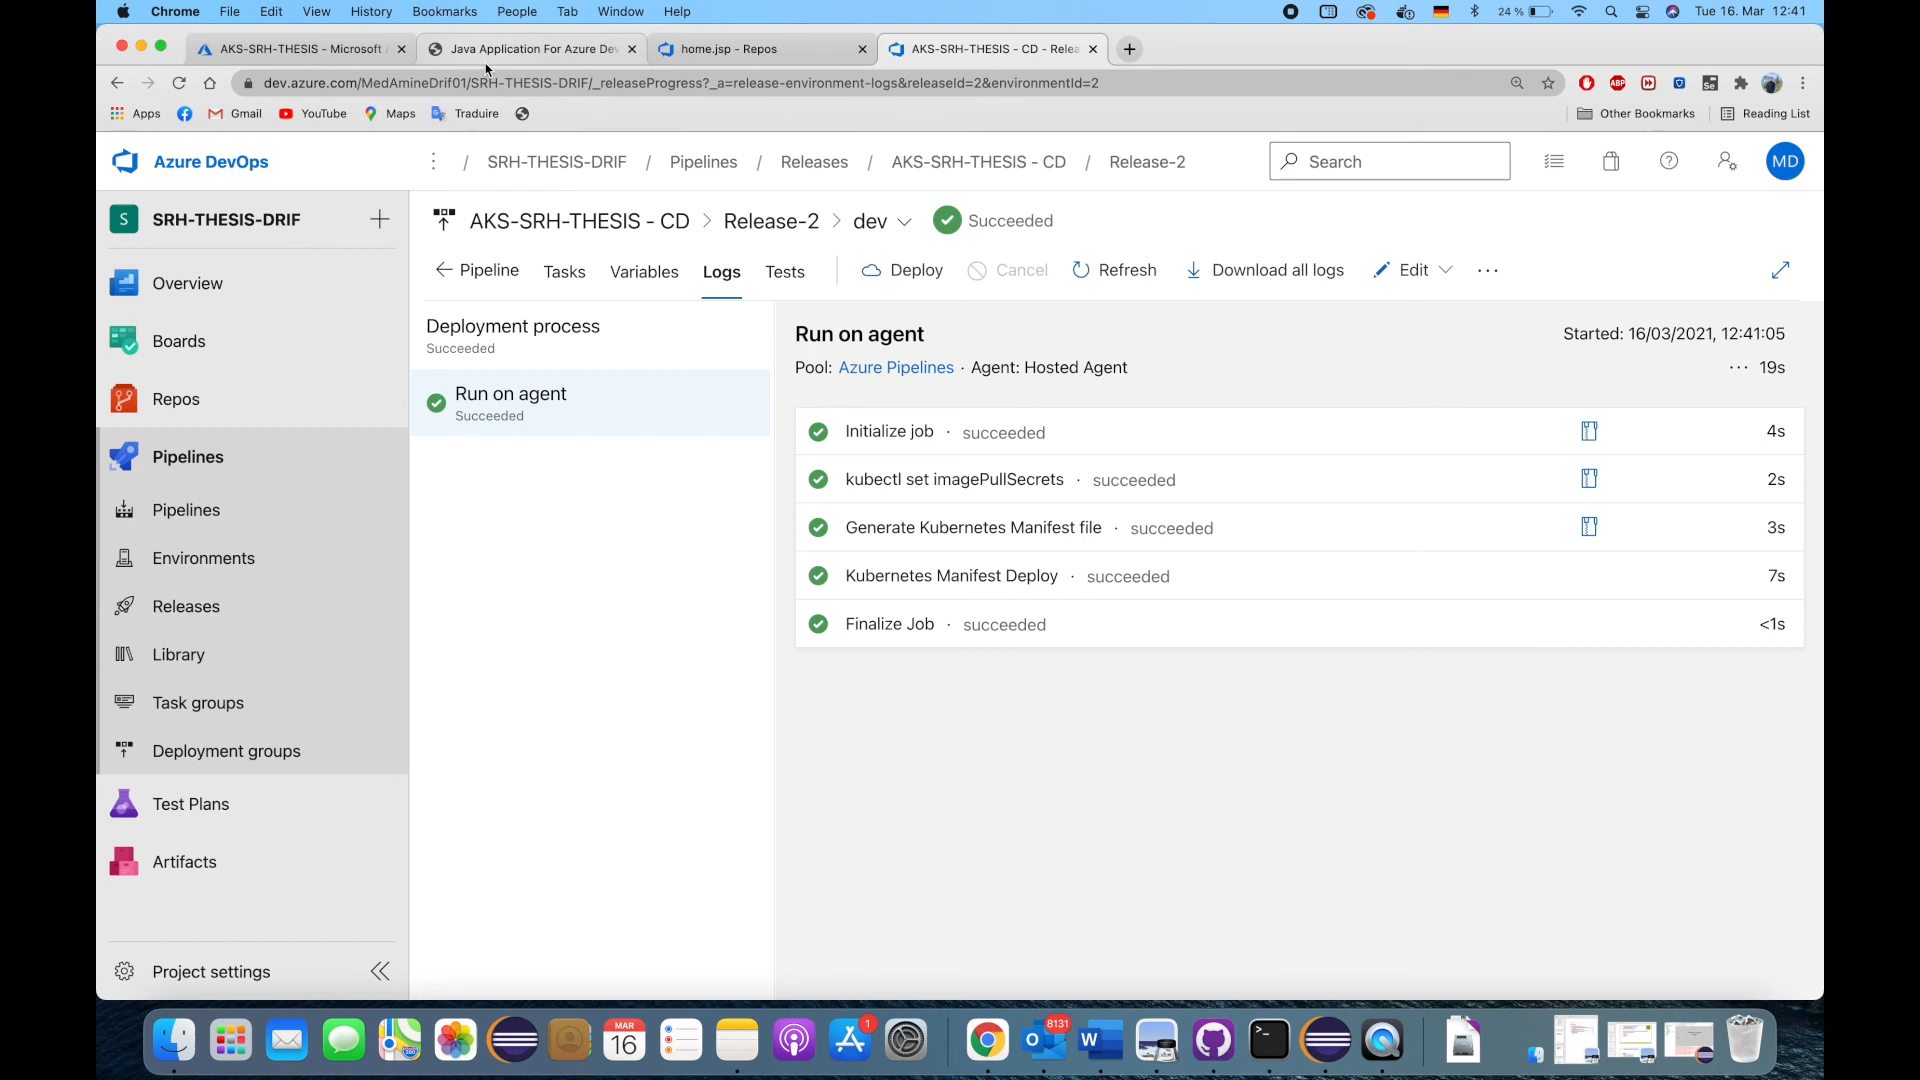 Chrome File Edit View History Bookmarks People Tab Window Help 24 % Tue 16. Mar 12:41
AKS-SRH-THESIS - Microsoft Java Application For Azure Dev home.jsp - Repos AKS-SRH-THESIS - CD - Relea
dev.azure.com/MedAmineDrif01/SRH-THESIS-DRIF/_releaseProgress?_a=release-environment-logs&releaseId=2&environmentId=2
ABP Se
Apps Gmail YouTube Maps Traduire Other Bookmarks Reading List
Azure DevOps / SRH-THESIS-DRIF / Pipelines / Releases / AKS-SRH-THESIS - CD / Release-2 Search MD
S SRH-THESIS-DRIF
Overview
Boards
Repos
Pipelines
Pipelines
Environments
Releases
Library
Task groups
Deployment groups
Test Plans
Artifacts
Project settings
AKS-SRH-THESIS - CD > Release-2 > dev Succeeded
Pipeline Tasks Variables Logs Tests Deploy Cancel Refresh Download all logs Edit
Deployment process
Succeeded
Run on agent
Succeeded
Run on agent Started: 16/03/2021, 12:41:05
Pool: Azure Pipelines · Agent: Hosted Agent ··· 19s
Initialize job · succeeded 4s
kubectl set imagePullSecrets · succeeded 2s
Generate Kubernetes Manifest file · succeeded 3s
Kubernetes Manifest Deploy · succeeded 7s
Finalize Job · succeeded <1s
MAR
16
1
8131